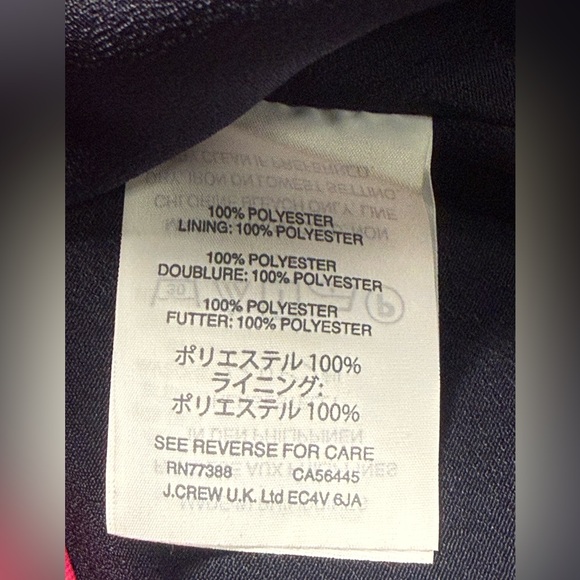 100% POLYESTER
LINING: 100% POLYESTER
100% POLYESTER
DOUBLURE: 100% POLYESTER
100% POLYESTER
FUTTER: 100% POLYESTER
ポリエステル 100%
ライニング:
ポリエステル 100%
SEE REVERSE FOR CARE
RN77388 CA56445
J.CREW U.K. Ltd EC4V 6JA